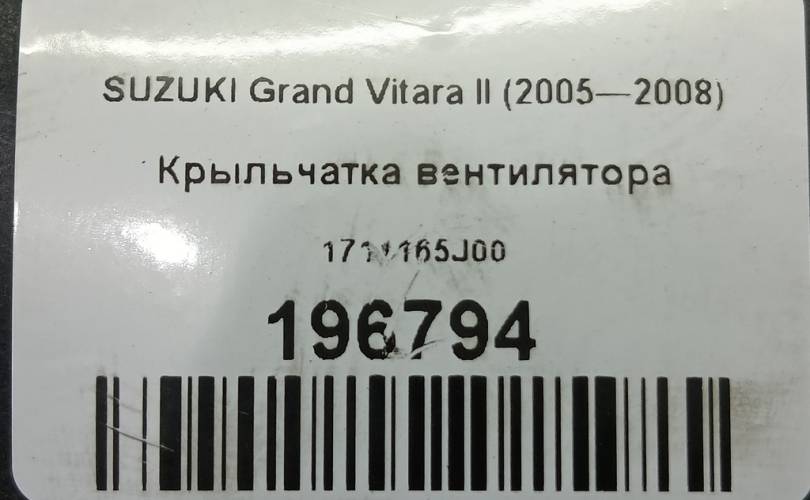 SUZUKI Grand Vitara II (2005—2008)
Крыльчатка вентилятора
196794